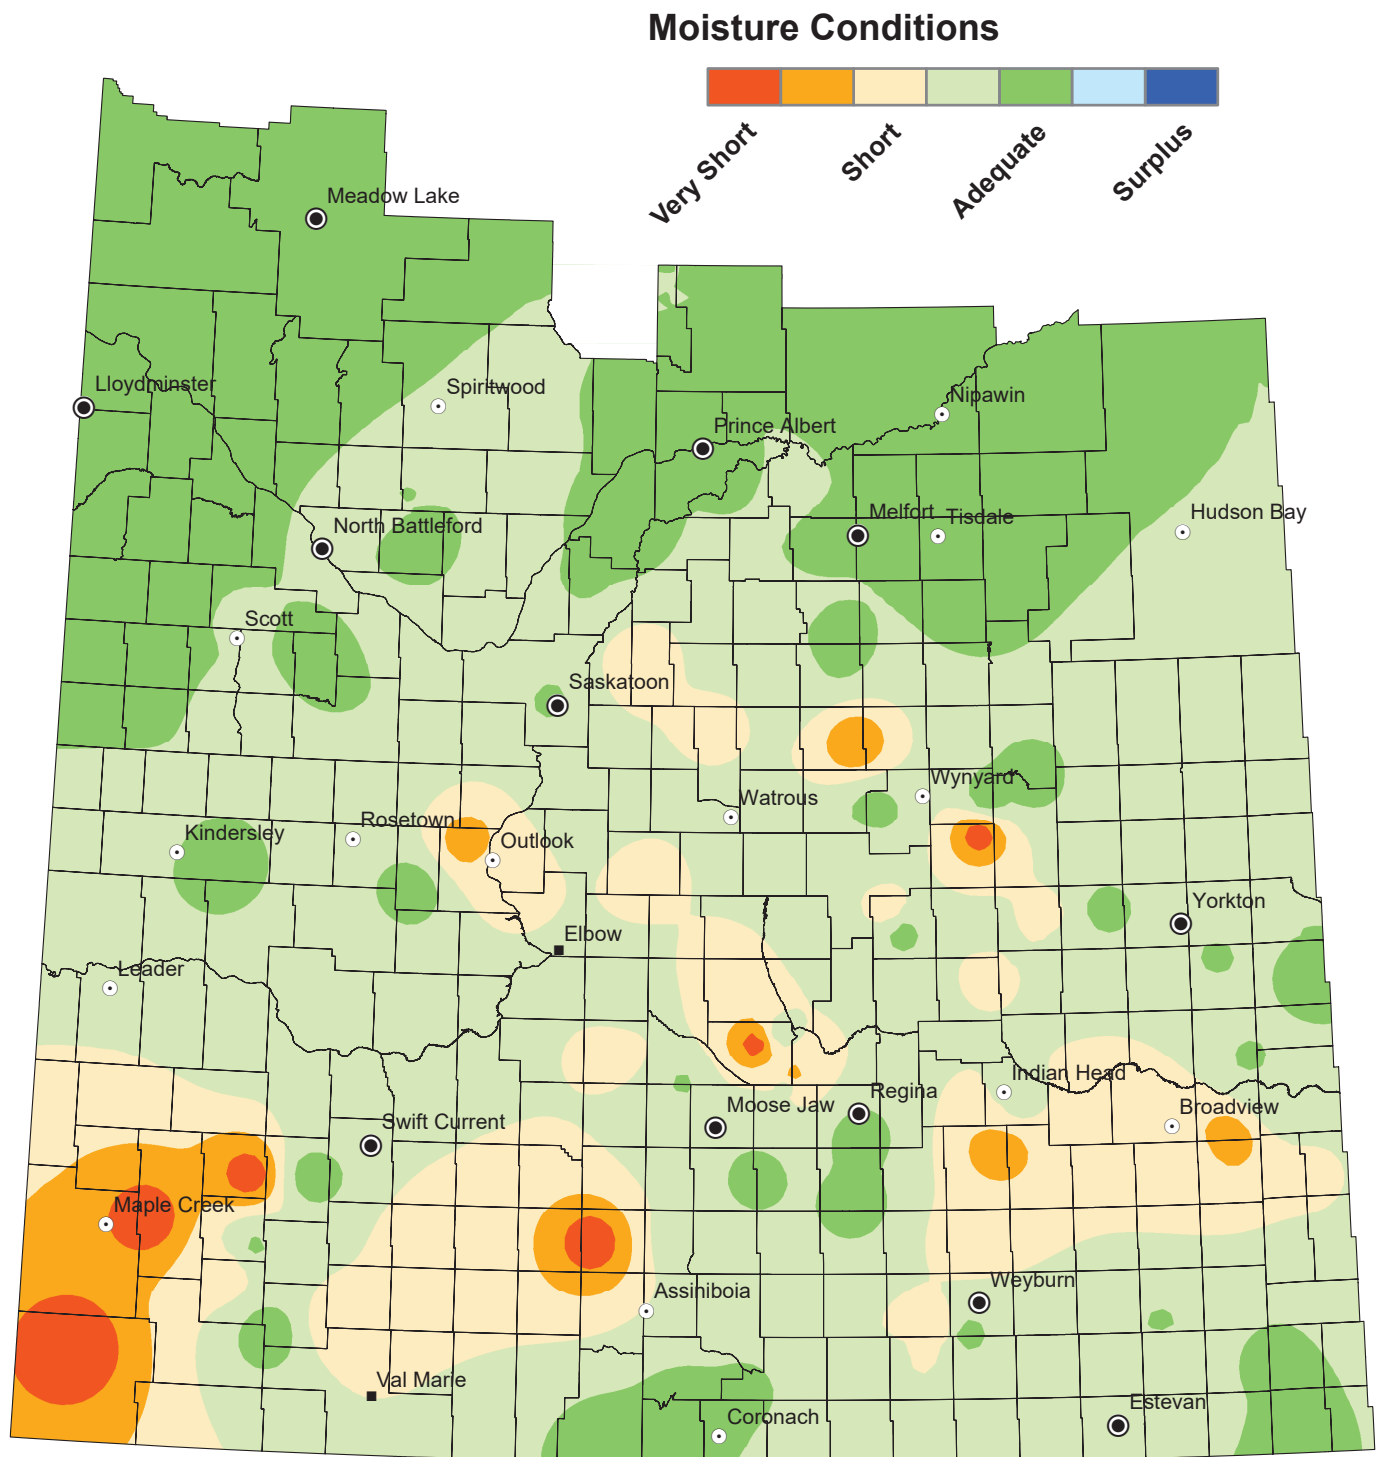 Moisture Conditions
Very Short
Short
Adequate
Surplus
Meadow Lake
Lloydminster
Spiritwood
Nipawin
Prince Albert
Melfort
Tisdale
Hudson Bay
North Battleford
Scott
Saskatoon
Wynyard
Watrous
Rosetown
Kindersley
Outlook
Yorkton
Elbow
Leader
Indian Head
Regina
Moose Jaw
Broadview
Swift Current
Maple Creek
Weyburn
Assiniboia
Val Marie
Estevan
Coronach